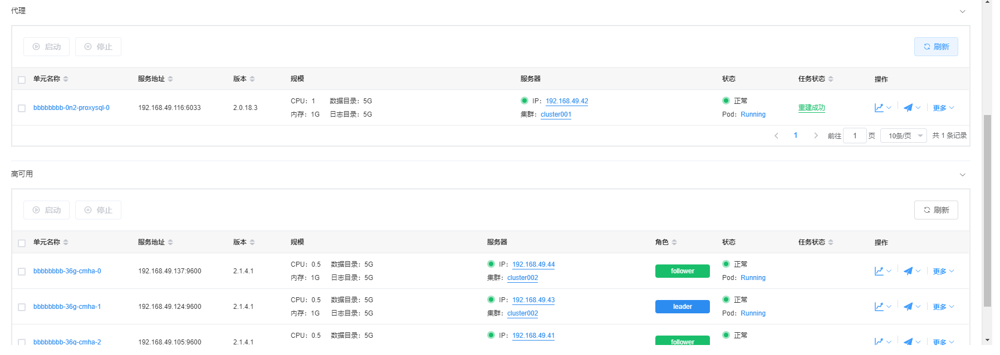 代理
启动 停止 刷新
单元名称 服务地址 版本 规模 服务器 状态 任务状态 操作
bbbbbbbb-0n2-proxysql-0 192.168.49.116:6033 2.0.18.3 CPU：1 数据目录：5G IP：192.168.49.42 正常 重建成功 更多
内存：1G 日志目录：5G 集群：cluster001 Pod：Running
1 前往 1 页 10条/页 共 1 条记录
高可用
启动 停止 刷新
单元名称 服务地址 版本 规模 服务器 角色 状态 任务状态 操作
bbbbbbbb-36g-cmha-0 192.168.49.137:9600 2.1.4.1 CPU：0.5 数据目录：5G IP：192.168.49.44 follower 正常 更多
内存：1G 日志目录：5G 集群：cluster002 Pod：Running
bbbbbbbb-36g-cmha-1 192.168.49.124:9600 2.1.4.1 CPU：0.5 数据目录：5G IP：192.168.49.43 leader 正常 更多
内存：1G 日志目录：5G 集群：cluster002 Pod：Running
bbbbbbbb-36g-cmha-2 192.168.49.105:9600 2.1.4.1 CPU：0.5 数据目录：5G IP：192.168.49.41 follower 正常 更多